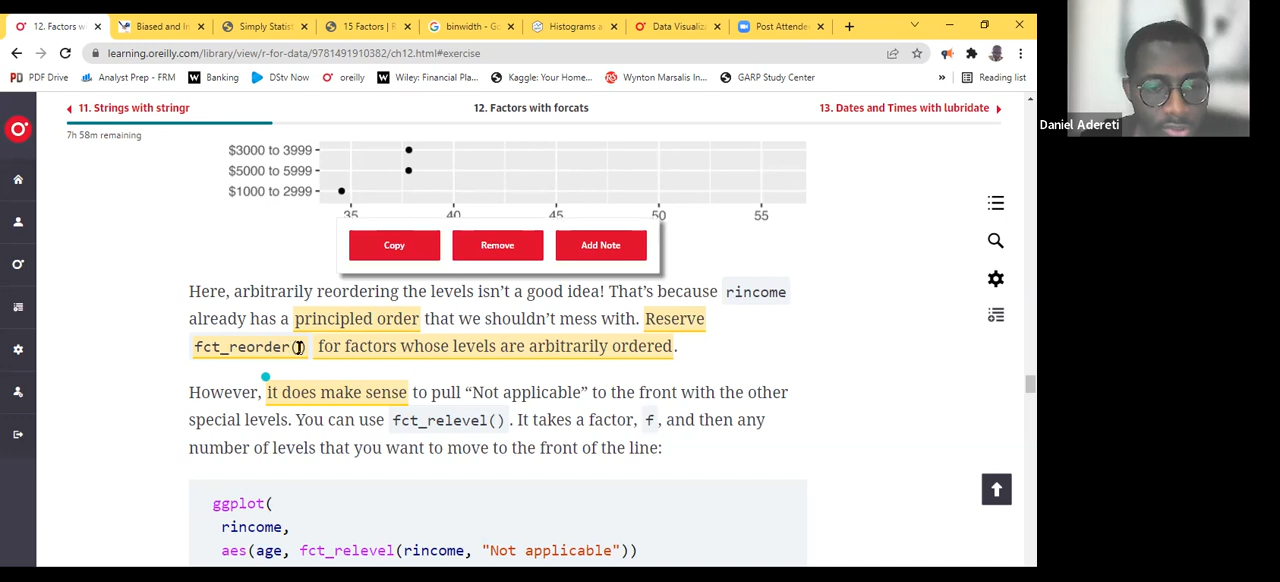 12. Factors w
Biased and In
Simply Statist
15 Factors | R
binwidth - Go
Histograms a
Data Visualiz
Post Attende
learning.oreilly.com/library/view/r-for-data/9781491910382/ch12.html#exercise
PDF Drive
Analyst Prep - FRM
Banking
DStv Now
oreilly
Wiley: Financial Pla...
Kaggle: Your Home...
Wynton Marsalis In...
GARP Study Center
»
Reading list
11. Strings with stringr
12. Factors with forcats
13. Dates and Times with lubridate
7h 58m remaining
Daniel Adereti
$3000 to 3999
$5000 to 5999
$1000 to 2999
35 40 45 50 55
Copy Remove Add Note
Here, arbitrarily reordering the levels isn’t a good idea! That’s because rincome
already has a principled order that we shouldn’t mess with. Reserve
fct_reorder() for factors whose levels are arbitrarily ordered.
However, it does make sense to pull “Not applicable” to the front with the other
special levels. You can use fct_relevel(). It takes a factor, f, and then any
number of levels that you want to move to the front of the line:
ggplot(
rincome,
aes(age, fct_relevel(rincome, "Not applicable"))